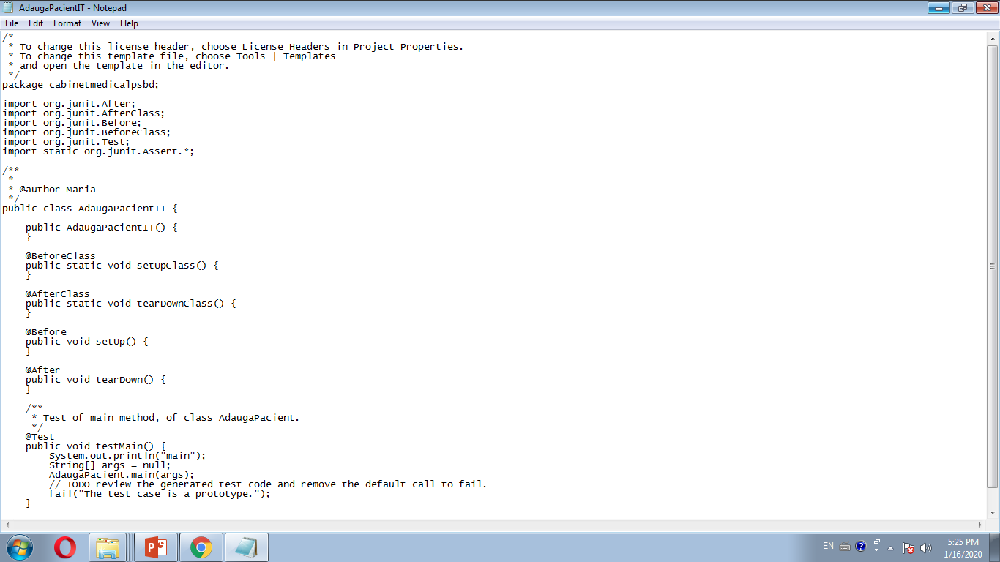 AdaugaPacientIT - Notepad
File Edit Format View Help
/*
 * To change this license header, choose License Headers in Project Properties.
 * To change this template file, choose Tools | Templates
 * and open the template in the editor.
 */
package cabinetmedicalpsbd;

import org.junit.After;
import org.junit.AfterClass;
import org.junit.Before;
import org.junit.BeforeClass;
import org.junit.Test;
import static org.junit.Assert.*;

/**
 *
 * @author Maria
 */
public class AdaugaPacientIT {

    public AdaugaPacientIT() {
    }

    @BeforeClass
    public static void setUpClass() {
    }

    @AfterClass
    public static void tearDownClass() {
    }

    @Before
    public void setUp() {
    }

    @After
    public void tearDown() {
    }

    /**
     * Test of main method, of class AdaugaPacient.
     */
    @Test
    public void testMain() {
        System.out.println("main");
        String[] args = null;
        AdaugaPacient.main(args);
        // TODO review the generated test code and remove the default call to fail.
        fail("The test case is a prototype.");
    }
EN
5:25 PM
1/16/2020